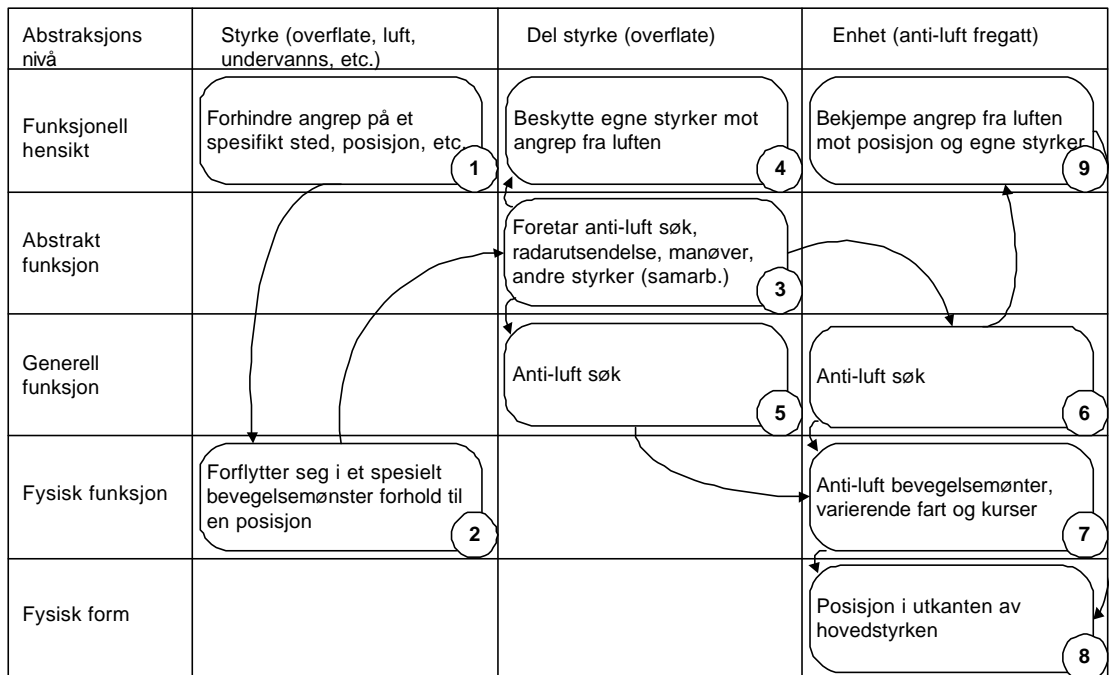 Abstraksjons
nivå
Styrke (overflate, luft,
undervanns, etc.)
Del styrke (overflate)
Enhet (anti-luft fregatt)
Funksjonell
hensikt
Forhindre angrep på et
spesifikt sted, posisjon, etc.
1
Beskytte egne styrker mot
angrep fra luften
4
Bekjempe angrep fra luften
mot posisjon og egne styrker
9
Abstrakt
funksjon
Foretar anti-luft søk,
radarutsendelse, manøver,
andre styrker (samarb.)
3
Generell
funksjon
Anti-luft søk
5
Anti-luft søk
6
Fysisk funksjon
Forflytter seg i et spesielt
bevegelsemønster forhold til
en posisjon
2
Anti-luft bevegelsemønter,
varierende fart og kurser
7
Fysisk form
Posisjon i utkanten av
hovedstyrken
8